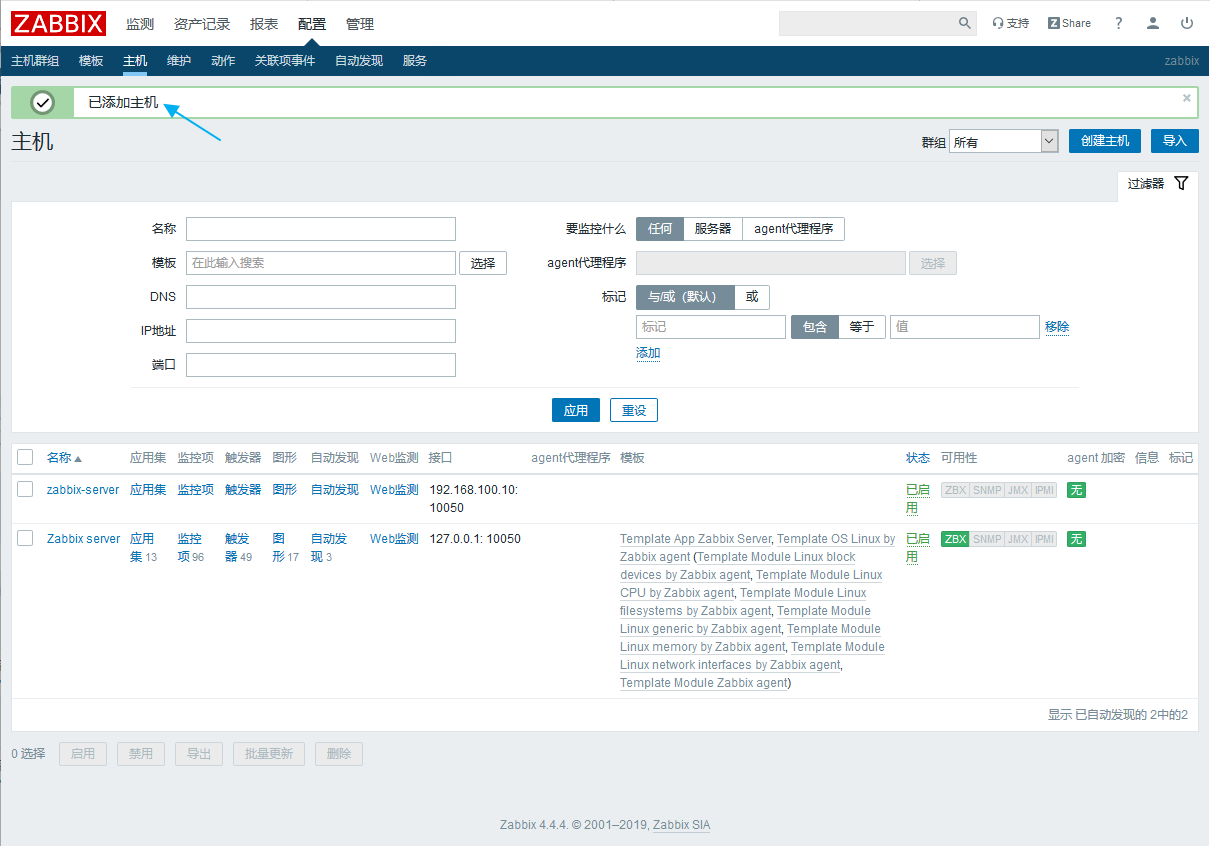 ZABBIX 监测 资产记录 报表 配置 管理 支持 Z Share ?
主机群组 模板 主机 维护 动作 关联项事件 自动发现 服务 zabbix
已添加主机 ×
主机 群组 所有 创建主机 导入
过滤器
名称 要监控什么 任何 服务器 agent代理程序
模板 在此输入搜索 选择 agent代理程序 选择
DNS 标记 与/或（默认） 或
IP地址 标记 包含 等于 值 移除
端口 添加
应用 重设
名称 应用集 监控项 触发器 图形 自动发现 Web监测 接口 agent代理程序 模板 状态 可用性 agent 加密 信息 标记
zabbix-server 应用集 监控项 触发器 图形 自动发现 Web监测 192.168.100.10: 已启 ZBX SNMP JMX IPMI 无
10050 用
Zabbix server 应用 监控 触发 图 自动发 Web监测 127.0.0.1: 10050 Template App Zabbix Server, Template OS Linux by 已启 ZBX SNMP JMX IPMI 无
集 13 项 96 器 49 形 17 现 3 Zabbix agent (Template Module Linux block 用
devices by Zabbix agent, Template Module Linux
CPU by Zabbix agent, Template Module Linux
filesystems by Zabbix agent, Template Module
Linux generic by Zabbix agent, Template Module
Linux memory by Zabbix agent, Template Module
Linux network interfaces by Zabbix agent,
Template Module Zabbix agent)
显示 已自动发现的 2中的2
0 选择 启用 禁用 导出 批量更新 删除
Zabbix 4.4.4. © 2001–2019, Zabbix SIA